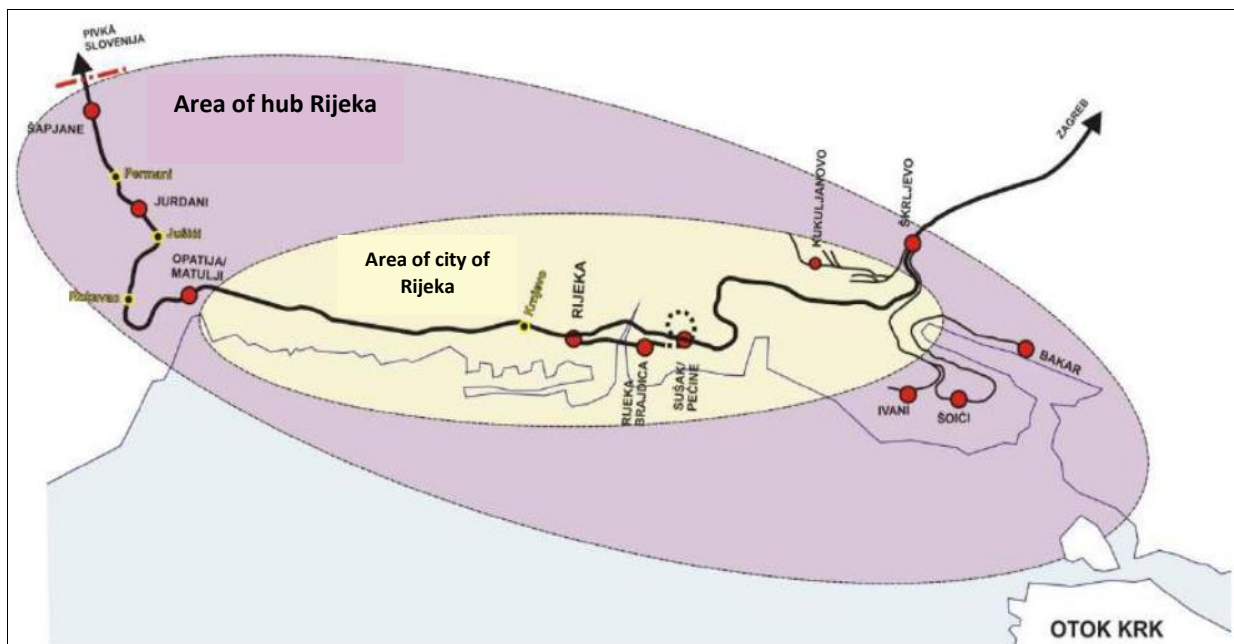 PIVKA
SLOVENIJA
Area of hub Rijeka
ŠAPJANE
Permani
JURDANI
Jušići
OPATIJA/
MATULJI
Rukavac
Area of city of
Rijeka
Krnjevo
RIJEKA
RIJEKA
BRAJDICA
SUŠAK/
PEĆINE
KUKULJANOVO
ŠKRLJEVO
ZAGREB
BAKAR
IVANI
ŠOIĆI
OTOK KRK